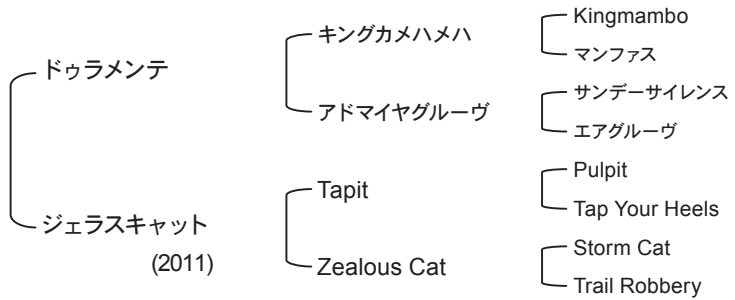 ドゥラメンテ
ジェラスキャット
(2011)
キングカメハメハ
アドマイヤグルーヴ
Tapit
Zealous Cat
Kingmambo
マンファス
サンデーサイレンス
エアグルーヴ
Pulpit
Tap Your Heels
Storm Cat
Trail Robbery